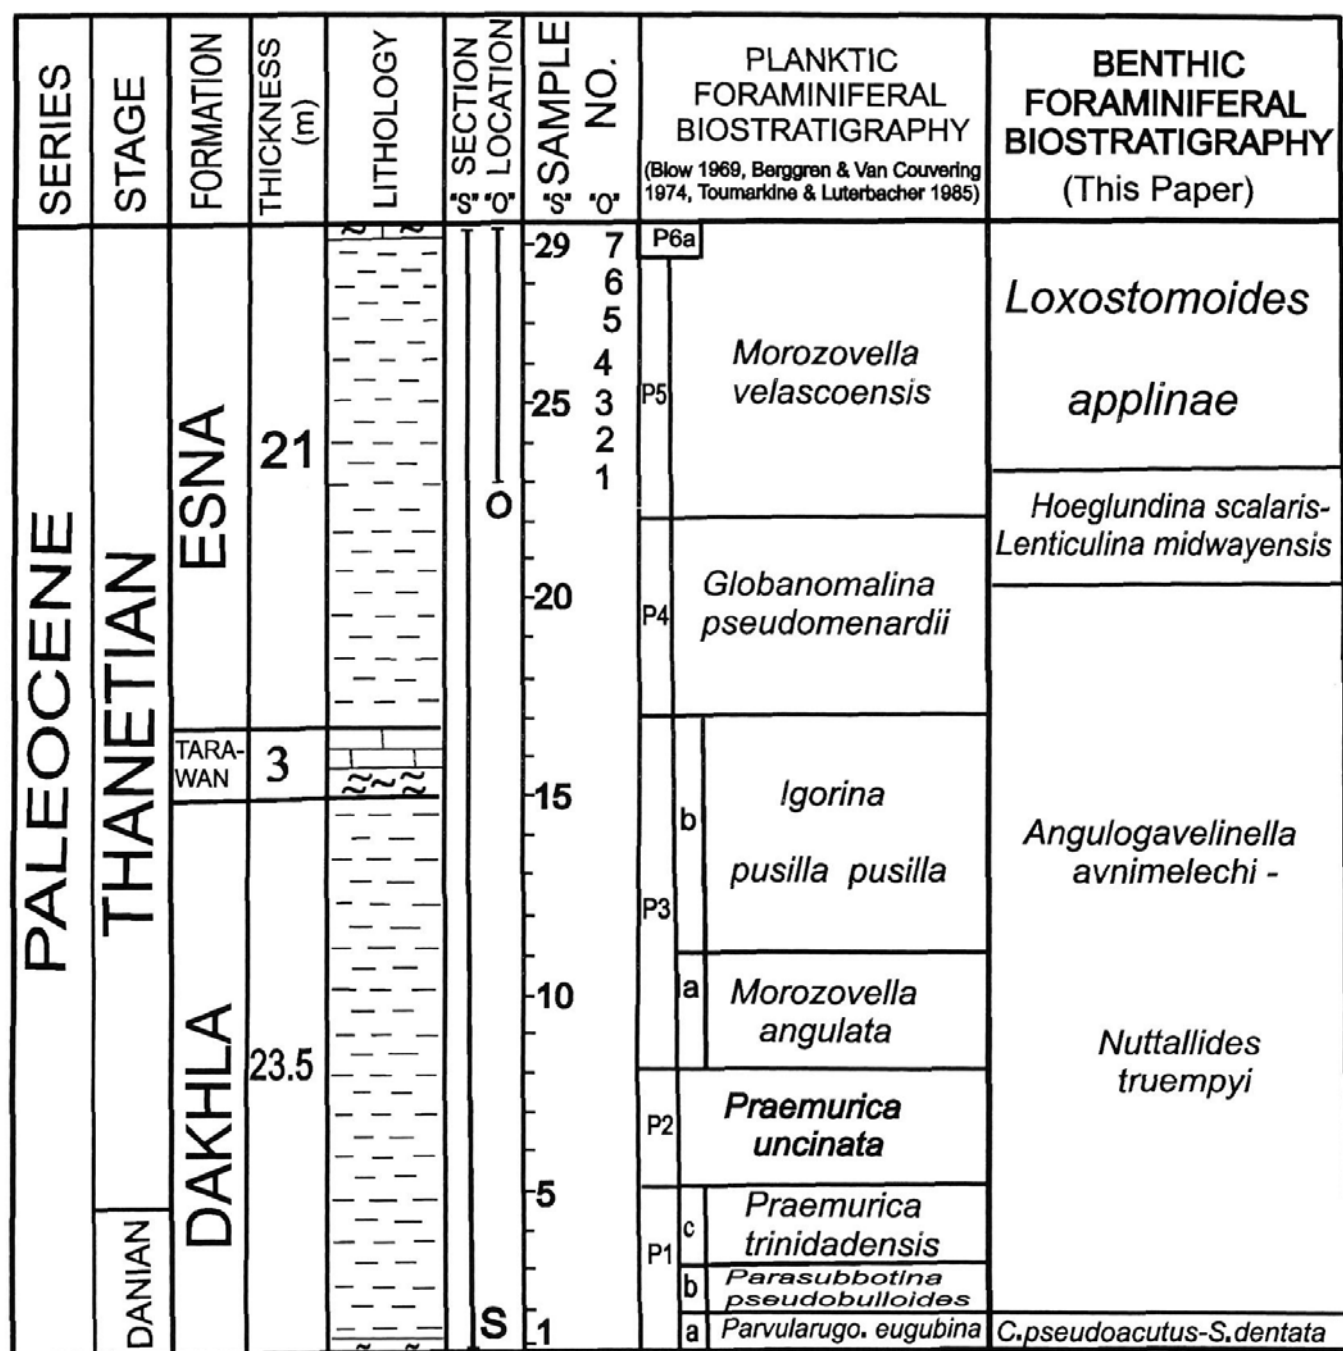 SERIES
STAGE
FORMATION
THICKNESS
(m)
LITHOLOGY
SECTION
LOCATION
"S" "O"
SAMPLE
NO.
"S" "O"
PLANKTIC
FORAMINIFERAL
BIOSTRATIGRAPHY
(Blow 1969, Berggren & Van Couvering
1974, Toumarkine & Luterbacher 1985)
BENTHIC
FORAMINIFERAL
BIOSTRATIGRAPHY
(This Paper)
PALEOCENE
THANETIAN
DANIAN
ESNA
TARA-
WAN
DAKHLA
21
3
23.5
O
S
29
25
20
15
10
5
1
7
6
5
4
3
2
1
P6a
P5
Morozovella
velascoensis
P4
Globanomalina
pseudomenardii
P3
b
Igorina
pusilla pusilla
a
Morozovella
angulata
P2
Praemurica
uncinata
P1
c
Praemurica
trinidadensis
b
Parasubbotina
pseudobulloides
a
Parvularugo. eugubina
Loxostomoides
applinae
Hoeglundina scalaris-
Lenticulina midwayensis
Angulogavelinella
avnimelechi -
Nuttallides
truempyi
C.pseudoacutus-S.dentata